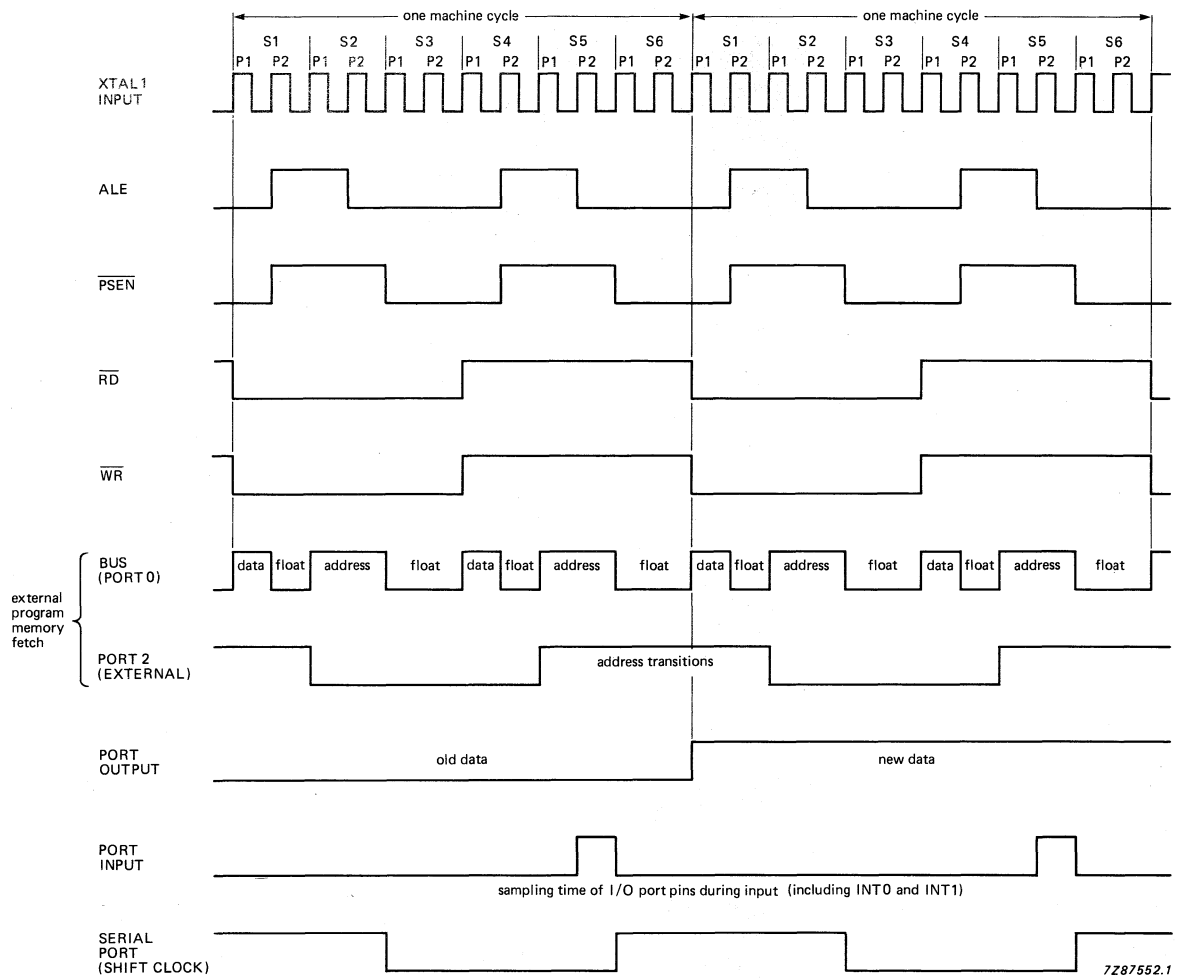 one machine cycle one machine cycle
S1 S2 S3 S4 S5 S6 S1 S2 S3 S4 S5 S6
P1 P2 P1 P2 P1 P2 P1 P2 P1 P2 P1 P2 P1 P2 P1 P2 P1 P2 P1 P2 P1 P2 P1 P2
XTAL1
INPUT
ALE
PSEN
RD
WR
external
program
memory
fetch
BUS
(PORT 0)
data float address float data float address float data float address float data float address float
PORT 2
(EXTERNAL)
address transitions
PORT
OUTPUT
old data new data
PORT
INPUT
sampling time of I/O port pins during input (including INT0 and INT1)
SERIAL
PORT
(SHIFT CLOCK)
7Z87552.1